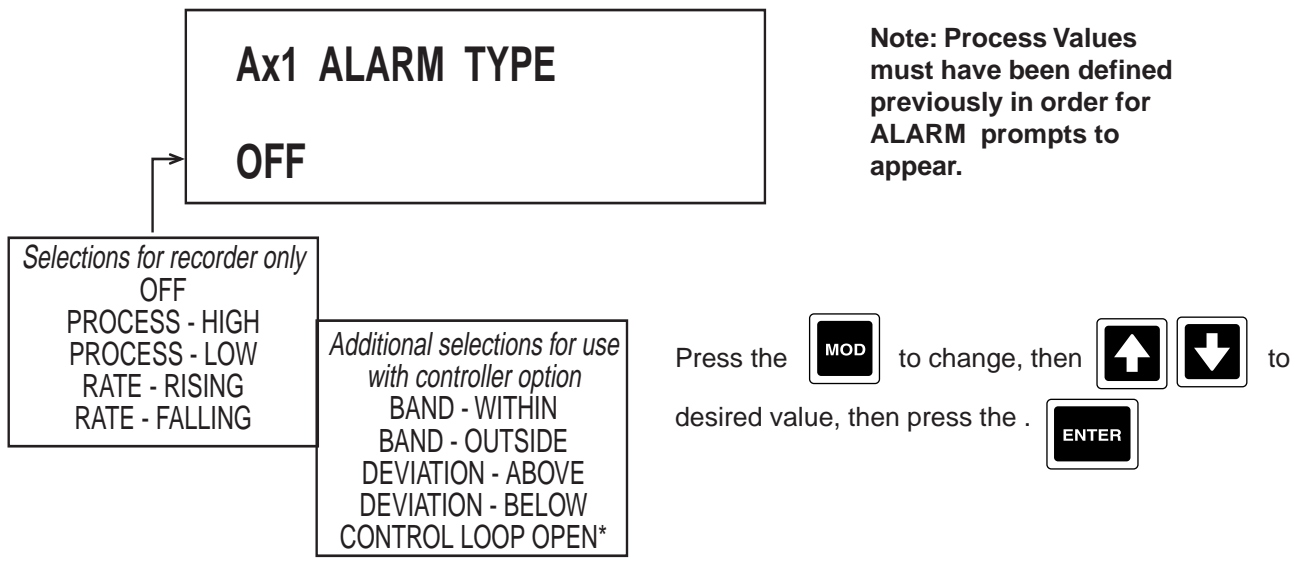 Ax1 ALARM TYPE
OFF
Note: Process Values
must have been defined
previously in order for
ALARM prompts to
appear.
Selections for recorder only
OFF
PROCESS - HIGH
PROCESS - LOW
RATE - RISING
RATE - FALLING
Additional selections for use
with controller option
BAND - WITHIN
BAND - OUTSIDE
DEVIATION - ABOVE
DEVIATION - BELOW
CONTROL LOOP OPEN*
Press the MOD to change, then to
desired value, then press the . ENTER